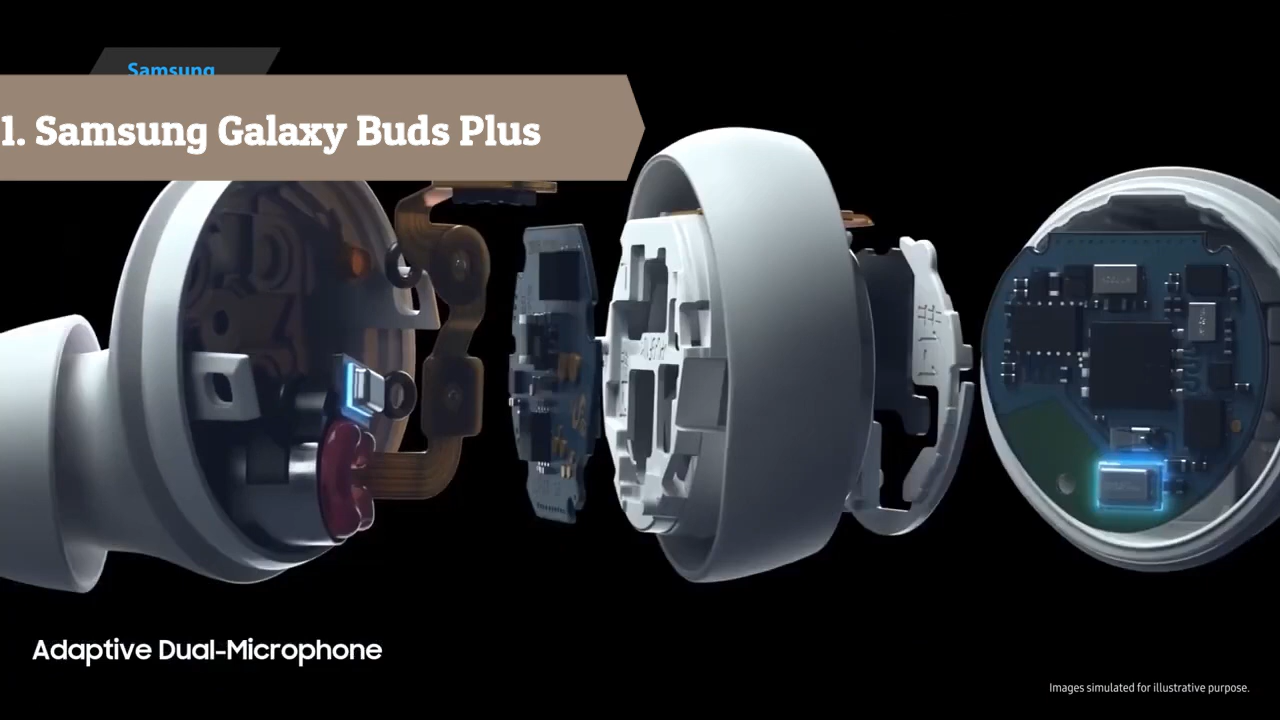 Samsung
1. Samsung Galaxy Buds Plus
Adaptive Dual-Microphone
Images simulated for illustrative purpose.